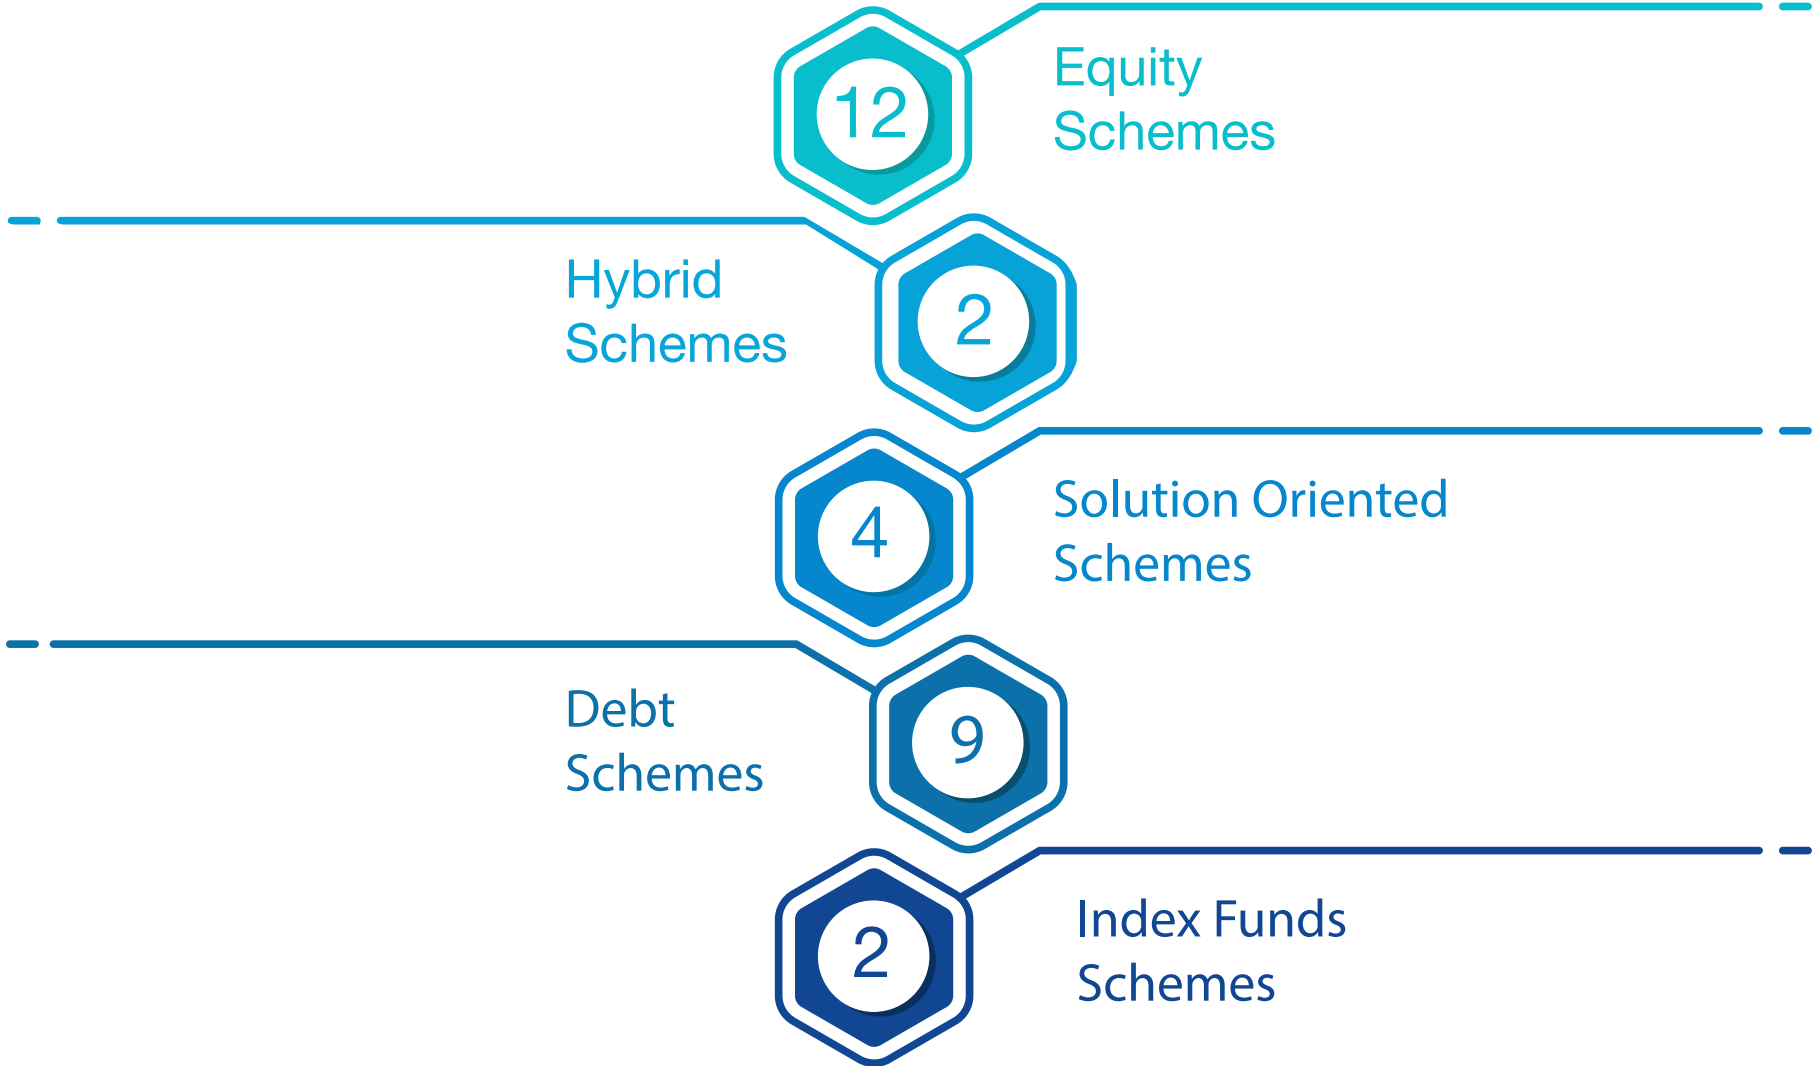 12
Equity
Schemes
Hybrid
Schemes
2
4
Solution Oriented
Schemes
Debt
Schemes
9
2
Index Funds
Schemes